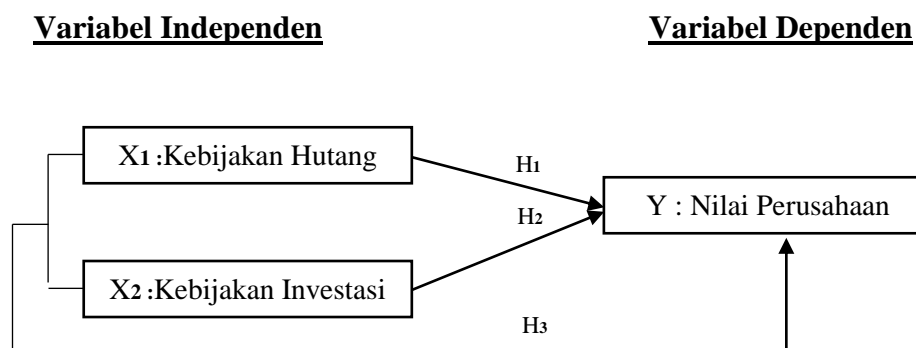 Variabel Independen
Variabel Dependen
X1 :Kebijakan Hutang
H1
Y : Nilai Perusahaan
H2
X2 :Kebijakan Investasi
H3